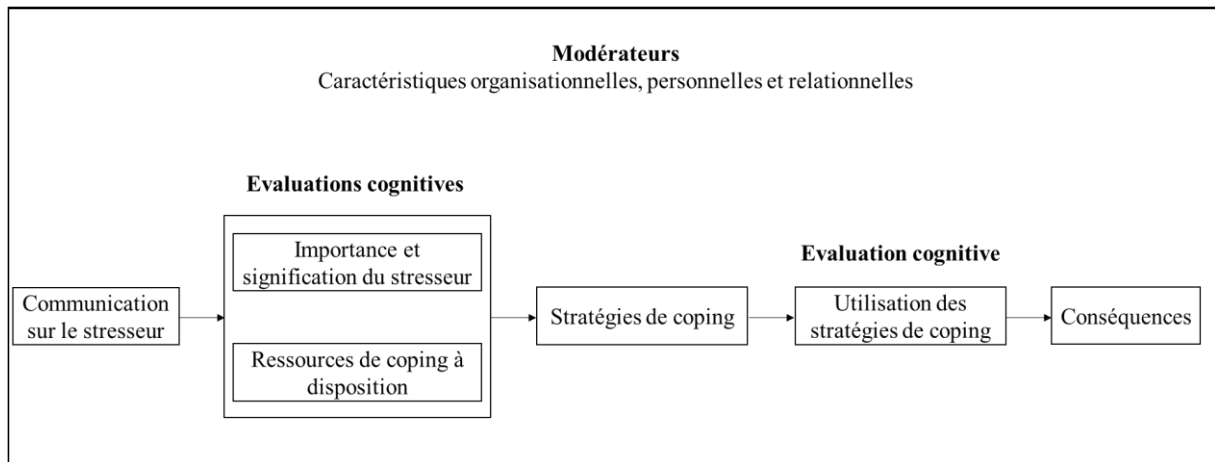 Modérateurs
Caractéristiques organisationnelles, personnelles et relationnelles
Evaluations cognitives
Importance et
signification du stresseur
Evaluation cognitive
Communication
sur le stresseur
Stratégies de coping
Utilisation des
stratégies de coping
Conséquences
Ressources de coping à
disposition